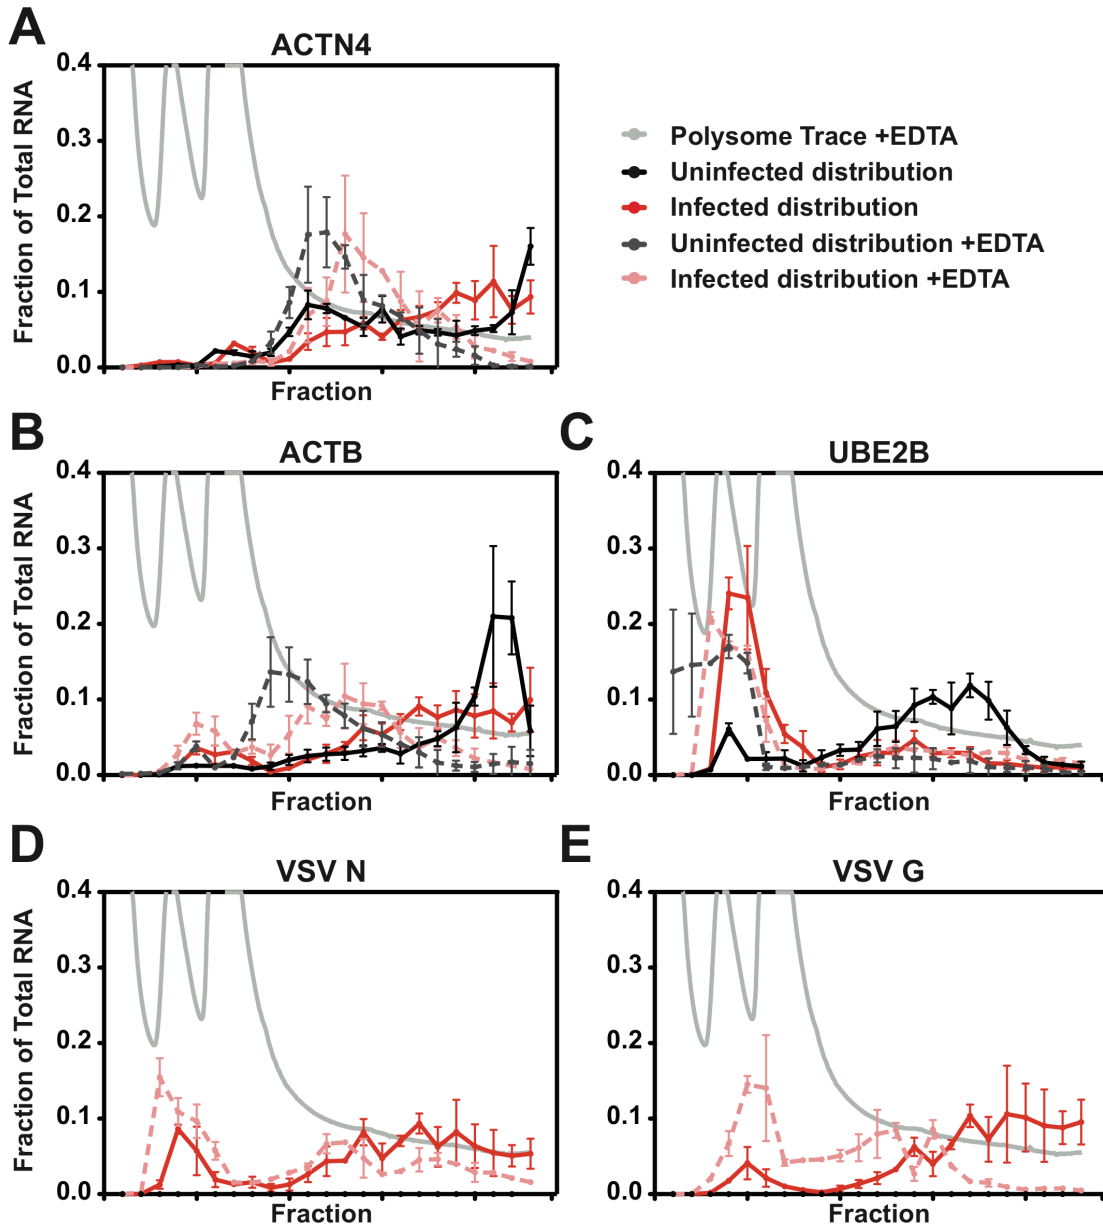 A
ACTN4
0.4
0.3
0.2
0.1
0.0
Fraction of Total RNA
Fraction
Polysome Trace +EDTA
Uninfected distribution
Infected distribution
Uninfected distribution +EDTA
Infected distribution +EDTA
B
ACTB
0.4
0.3
0.2
0.1
0.0
Fraction of Total RNA
Fraction
C
UBE2B
0.4
0.3
0.2
0.1
0.0
Fraction
D
VSV N
0.4
0.3
0.2
0.1
0.0
Fraction of Total RNA
Fraction
E
VSV G
0.4
0.3
0.2
0.1
0.0
Fraction